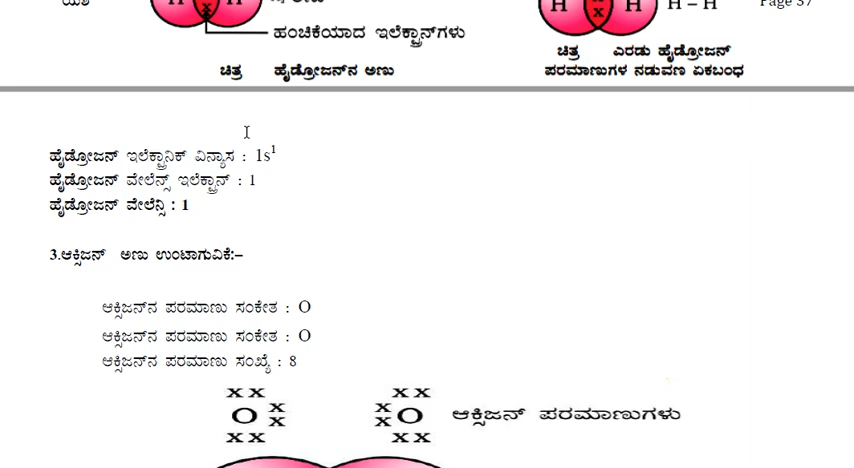 H H
ಹಂಚಿಕೆಯಾದ ಇಲೆಕ್ಟ್ರಾನ್‌ಗಳು
ಚಿತ್ರ ಹೈಡ್ರೋಜನ್‌ನ ಅಣು
H x H H – H Page 37
ಚಿತ್ರ ಎರಡು ಹೈಡ್ರೋಜನ್
ಪರಮಾಣುಗಳ ನಡುವಣ ಏಕಬಂಧ
ಹೈಡ್ರೋಜನ್ ಇಲೆಕ್ಟ್ರಾನಿಕ್ ವಿನ್ಯಾಸ : 1s¹
ಹೈಡ್ರೋಜನ್ ವೇಲೆನ್ಸ್ ಇಲೆಕ್ಟ್ರಾನ್ : 1
ಹೈಡ್ರೋಜನ್ ವೇಲೆನ್ಸಿ : 1
3.ಆಕ್ಸಿಜನ್ ಅಣು ಉಂಟಾಗುವಿಕೆ:–
ಆಕ್ಸಿಜನ್‌ನ ಪರಮಾಣು ಸಂಕೇತ : O
ಆಕ್ಸಿಜನ್‌ನ ಪರಮಾಣು ಸಂಕೇತ : O
ಆಕ್ಸಿಜನ್‌ನ ಪರಮಾಣು ಸಂಖ್ಯೆ : 8
x x x x
O x x x x O ಆಕ್ಸಿಜನ್ ಪರಮಾಣುಗಳು
x x x x